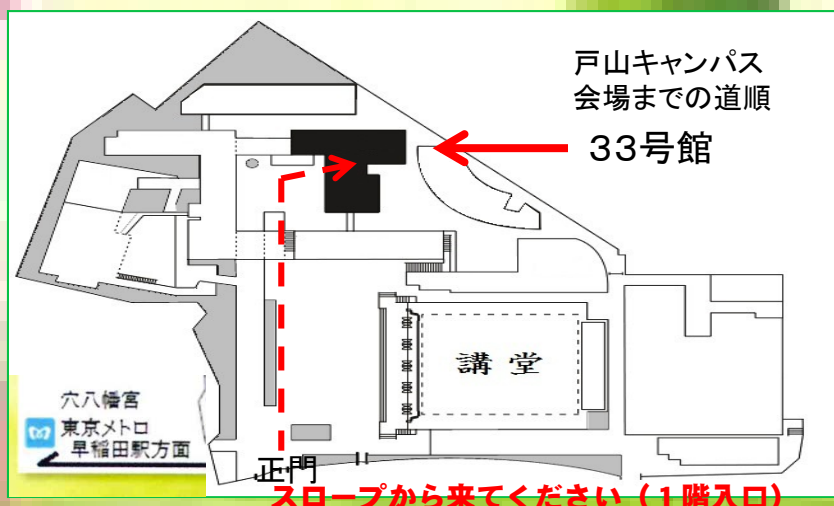 戸山キャンパス
会場までの道順
33号館
講堂
穴八幡宮
東京メトロ
早稲田駅方面
正門
スロープから来てください（1階入口）